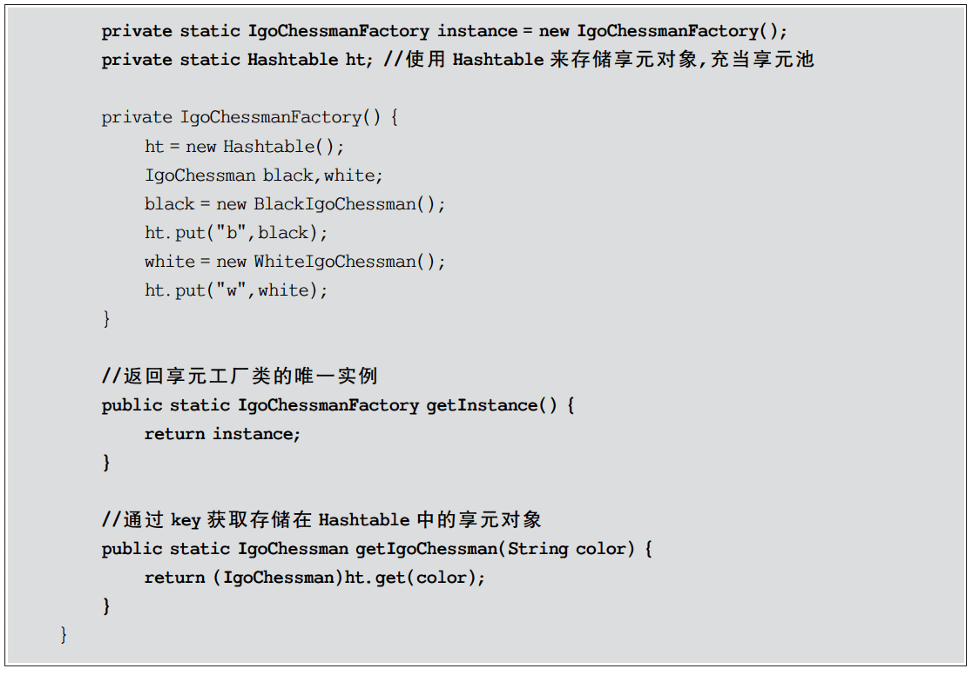 private static IgoChessmanFactory instance = new IgoChessmanFactory();
private static Hashtable ht; //使用 Hashtable 来存储享元对象,充当享元池
private IgoChessmanFactory() {
ht = new Hashtable();
IgoChessman black,white;
black = new BlackIgoChessman();
ht.put("b",black);
white = new WhiteIgoChessman();
ht.put("w",white);
}
//返回享元工厂类的唯一实例
public static IgoChessmanFactory getInstance() {
return instance;
}
//通过 key 获取存储在 Hashtable 中的享元对象
public static IgoChessman getIgoChessman(String color) {
return (IgoChessman)ht.get(color);
}
}